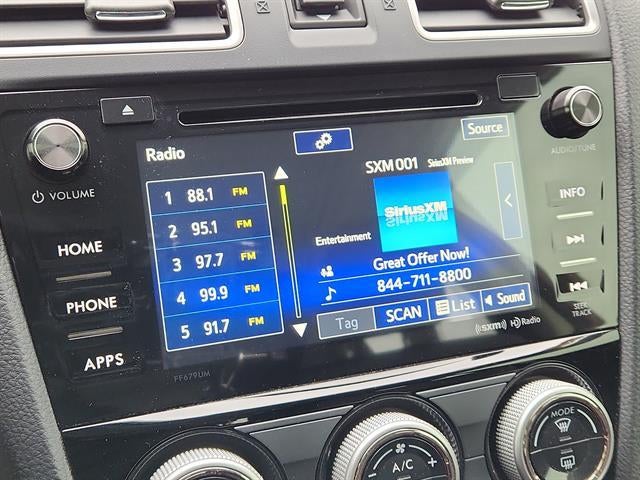 Radio
Source
SXM 001 SiriusXM Preview
1 88.1 FM
2 95.1 FM
3 97.7 FM
4 99.9 FM
5 91.7 FM
SiriusXM
Entertainment
Great Offer Now!
844-711-8800
Tag SCAN List Sound
VOLUME
HOME
PHONE
APPS
AUDIO/TUNE
INFO
SEEK
TRACK
FF679UM
sxm HD Radio
A/C
- +
MODE